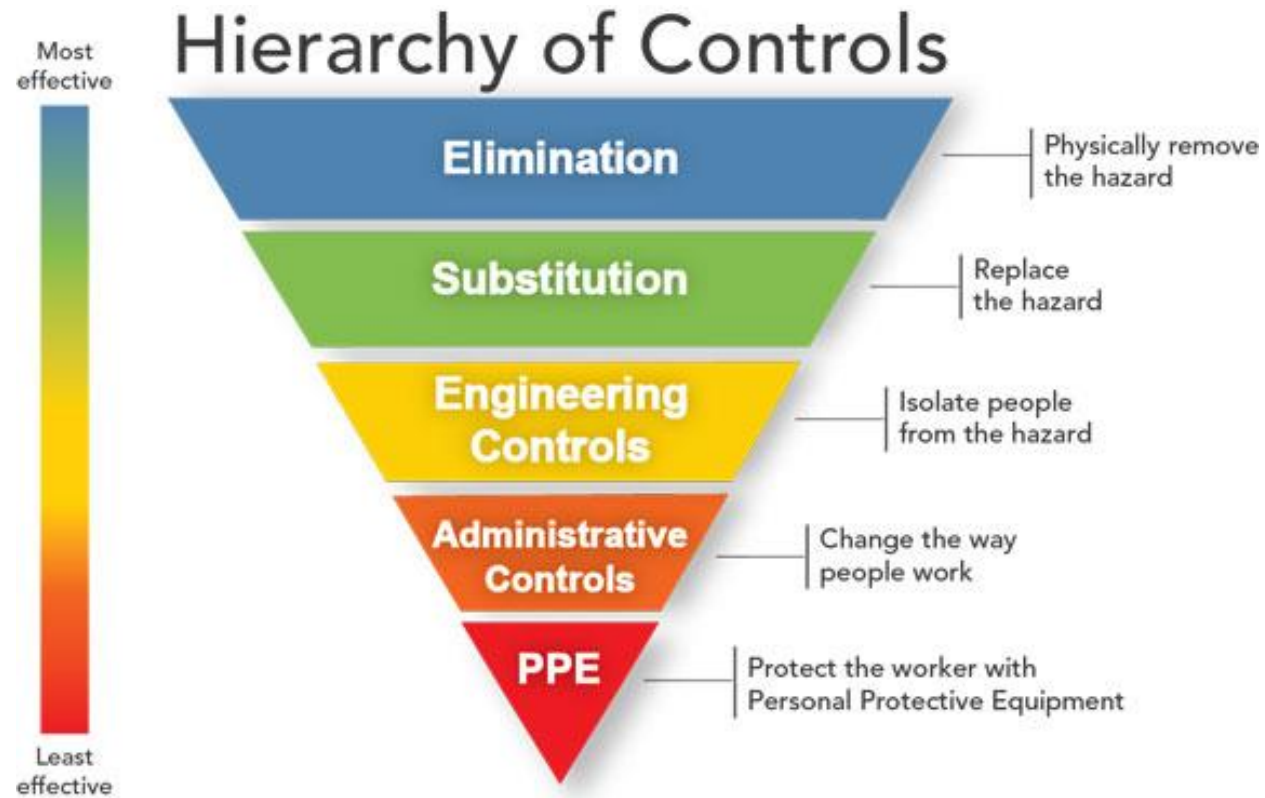 Hierarchy of Controls
Most
effective
Elimination
Physically remove
the hazard
Substitution
Replace
the hazard
Engineering
Controls
Isolate people
from the hazard
Administrative
Controls
Change the way
people work
PPE
Protect the worker with
Personal Protective Equipment
Least
effective